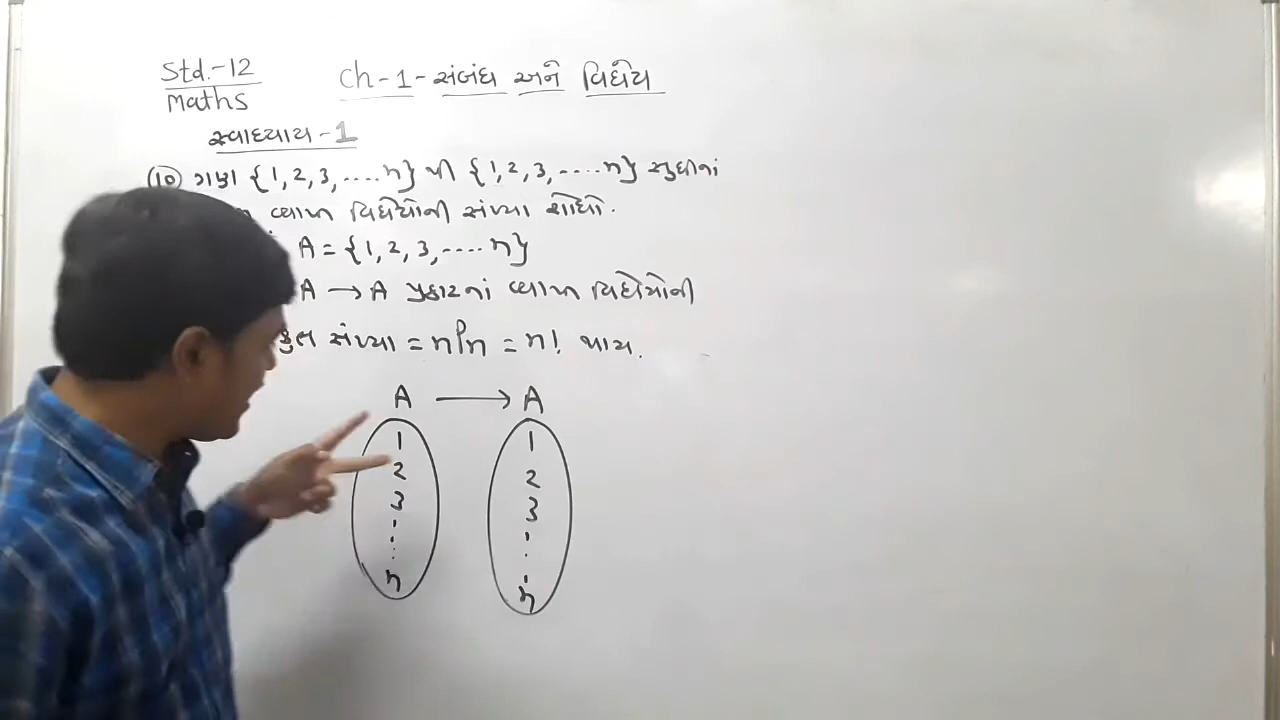 Std.-12
Maths
Ch-1-સંબંધ અને વિધેય
સ્વાધ્યાય-1
(10) ગણ {1, 2, 3, ....n} થી {1, 2, 3, ....n} સુધીનાં
વ્યાપ્ત વિધેયોની સંખ્યા શોધો.
A = {1, 2, 3, .... n}
A → A પ્રકારનાં વ્યાપ્ત વિધેયોની
કુલ સંખ્યા = nPn = n! થાય.
A → A
1 1
2 2
3 3
n n